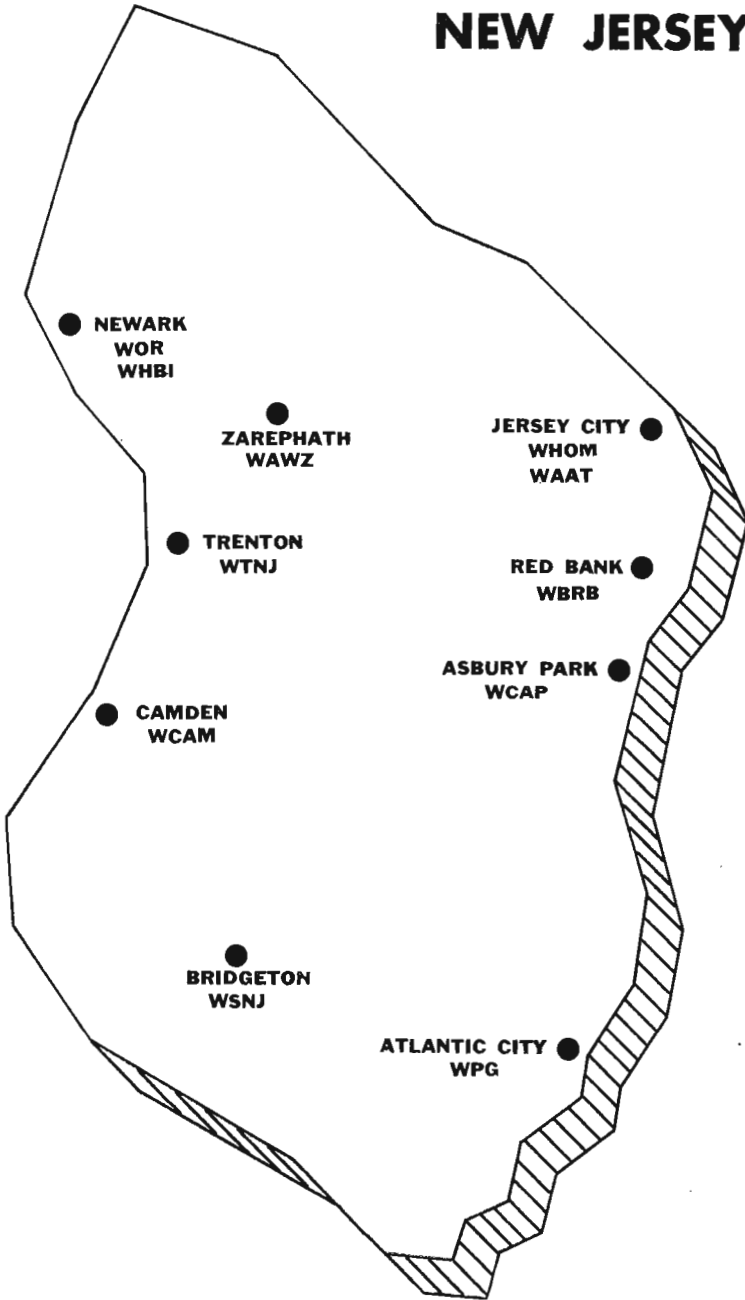 NEW JERSEY
NEWARK
WOR
WHBI
ZAREPHATH
WAWZ
JERSEY CITY
WHOM
WAAT
TRENTON
WTNJ
RED BANK
WBRB
ASBURY PARK
WCAP
CAMDEN
WCAM
BRIDGETON
WSNJ
ATLANTIC CITY
WPG